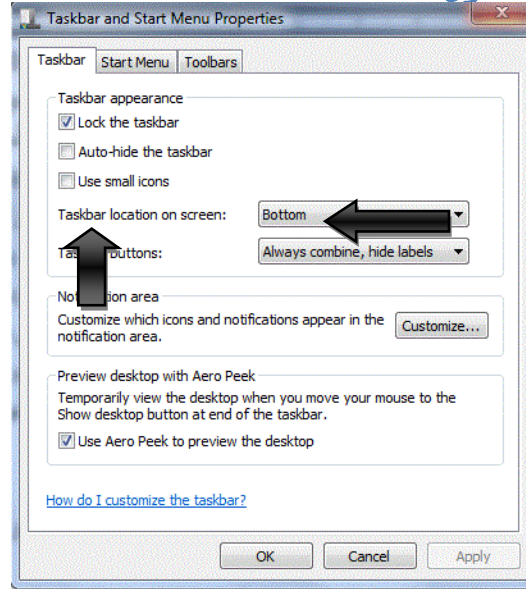 Taskbar and Start Menu Properties
Taskbar Start Menu Toolbars
Taskbar appearance
Lock the taskbar
Auto-hide the taskbar
Use small icons
Taskbar location on screen: Bottom
buttons: Always combine, hide labels
area
Customize which icons and notifications appear in the
notification area.
Customize...
Preview desktop with Aero Peek
Temporarily view the desktop when you move your mouse to the
Show desktop button at end of the taskbar.
Use Aero Peek to preview the desktop
How do I customize the taskbar?
OK Cancel Apply